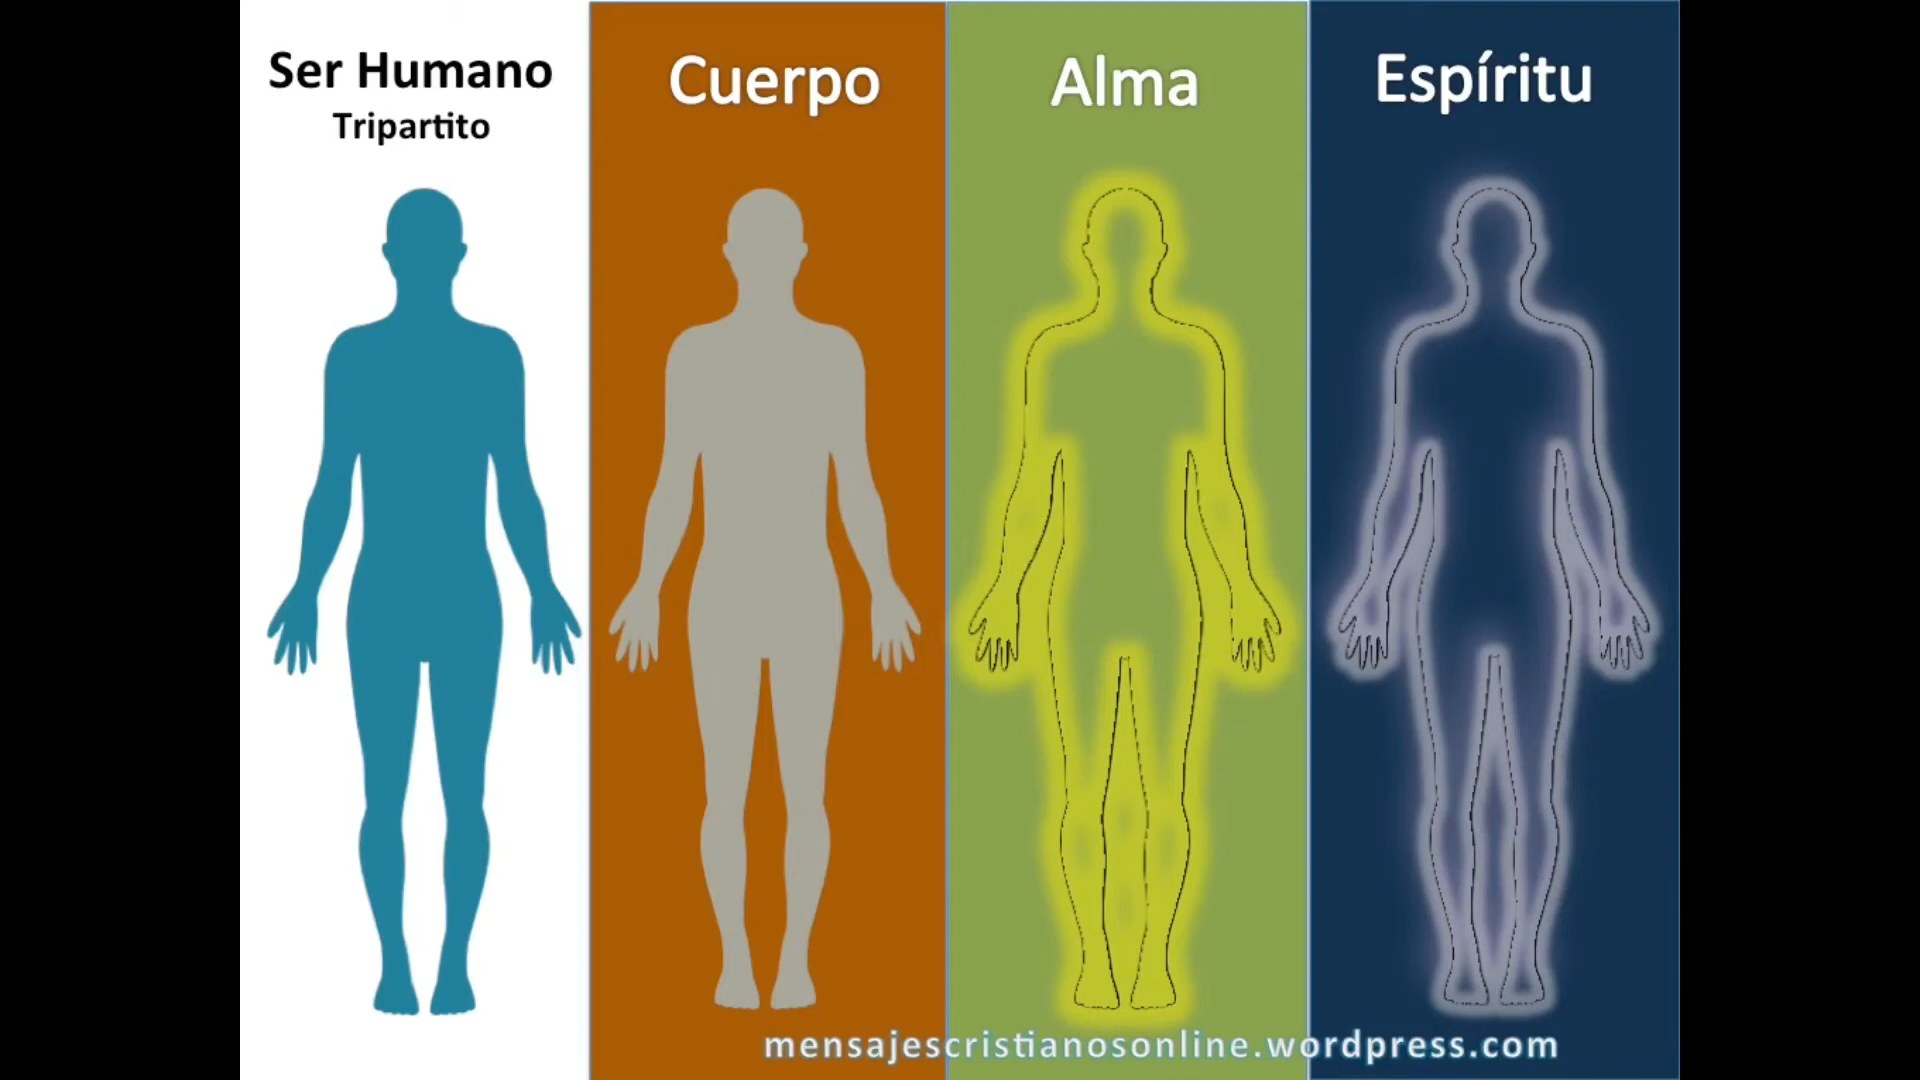 Ser Humano
Tripartito
Cuerpo
Alma
Espíritu
mensajescristianosonline.wordpress.com